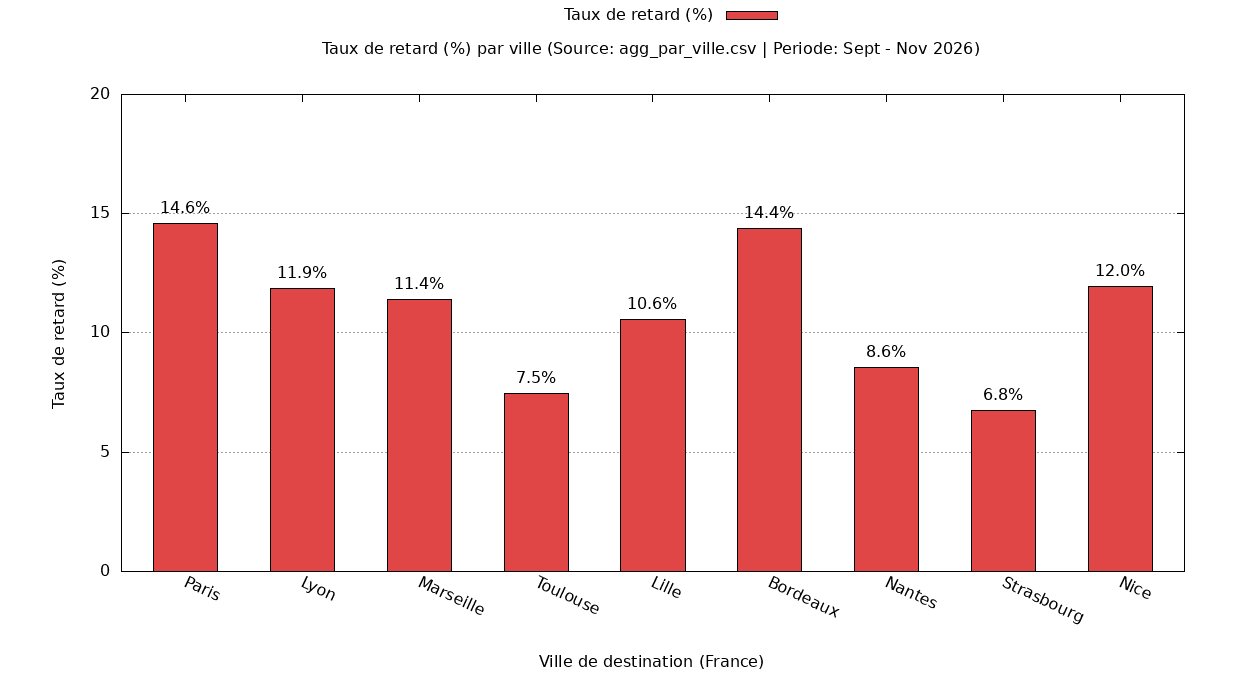 Taux de retard (%)
Taux de retard (%) par ville (Source: agg_par_ville.csv | Periode: Sept - Nov 2026)
Taux de retard (%)
20
15
10
5
0
14.6%
11.9%
11.4%
7.5%
10.6%
14.4%
8.6%
6.8%
12.0%
Paris
Lyon
Marseille
Toulouse
Lille
Bordeaux
Nantes
Strasbourg
Nice
Ville de destination (France)